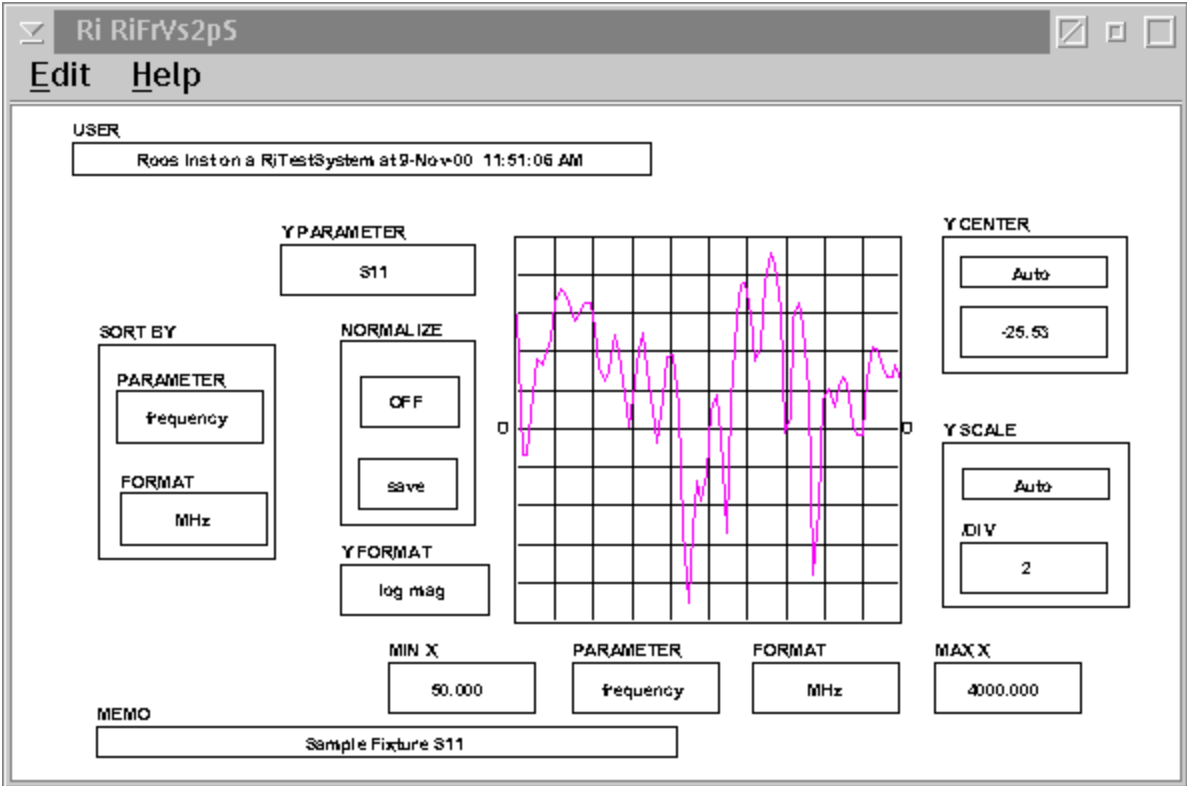 Ri RiFrVs2pS
Edit Help
USER
Roos Inst on a RiTestSystem at 9-Nov-00 11:51:06 AM
Y PARAMETER
S11
Y CENTER
Auto
-25.53
SORT BY
PARAMETER
frequency
FORMAT
MHz
NORMALIZE
OFF
save
Y FORMAT
log mag
Y SCALE
Auto
/DIV
2
MIN X
50.000
PARAMETER
frequency
FORMAT
MHz
MAX X
4000.000
MEMO
Sample Fixture S11